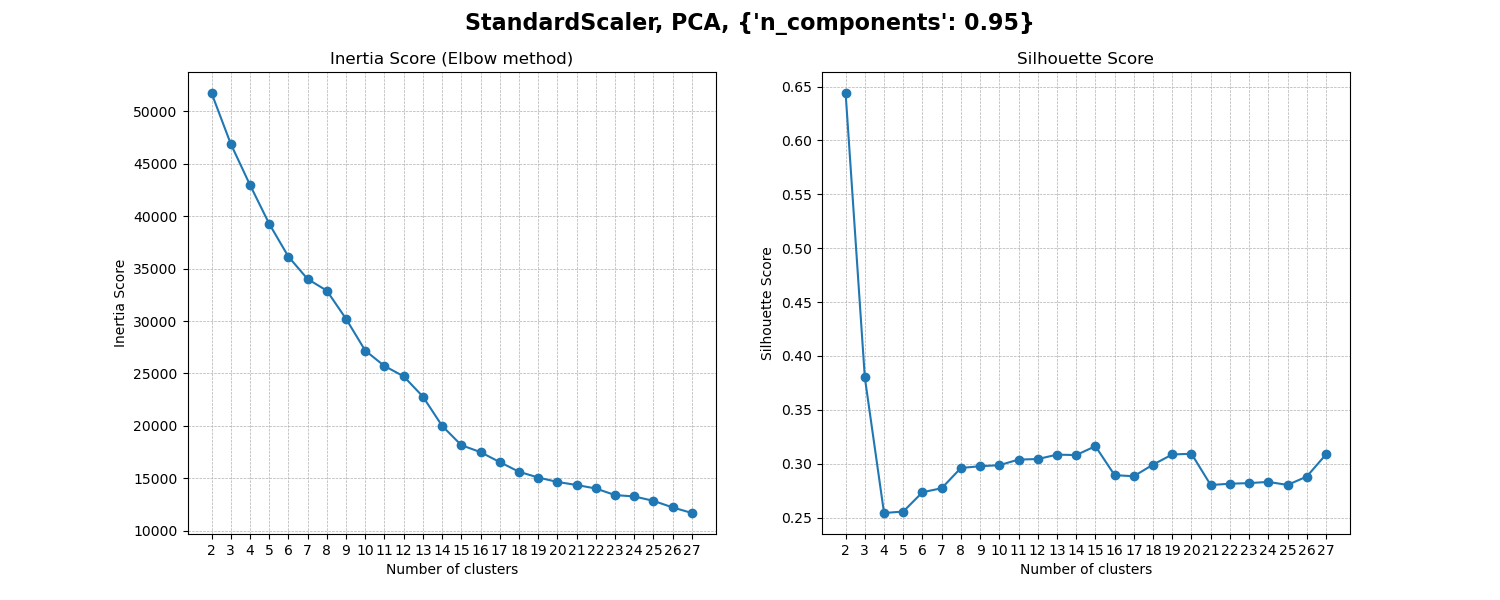 StandardScaler, PCA, {'n_components': 0.95}
Inertia Score (Elbow method)
50000
45000
40000
35000
30000
25000
20000
15000
10000
Inertia Score
2 3 4 5 6 7 8 9 10 11 12 13 14 15 16 17 18 19 20 21 22 23 24 25 26 27
Number of clusters
Silhouette Score
0.65
0.60
0.55
0.50
0.45
0.40
0.35
0.30
0.25
Silhouette Score
2 3 4 5 6 7 8 9 10 11 12 13 14 15 16 17 18 19 20 21 22 23 24 25 26 27
Number of clusters